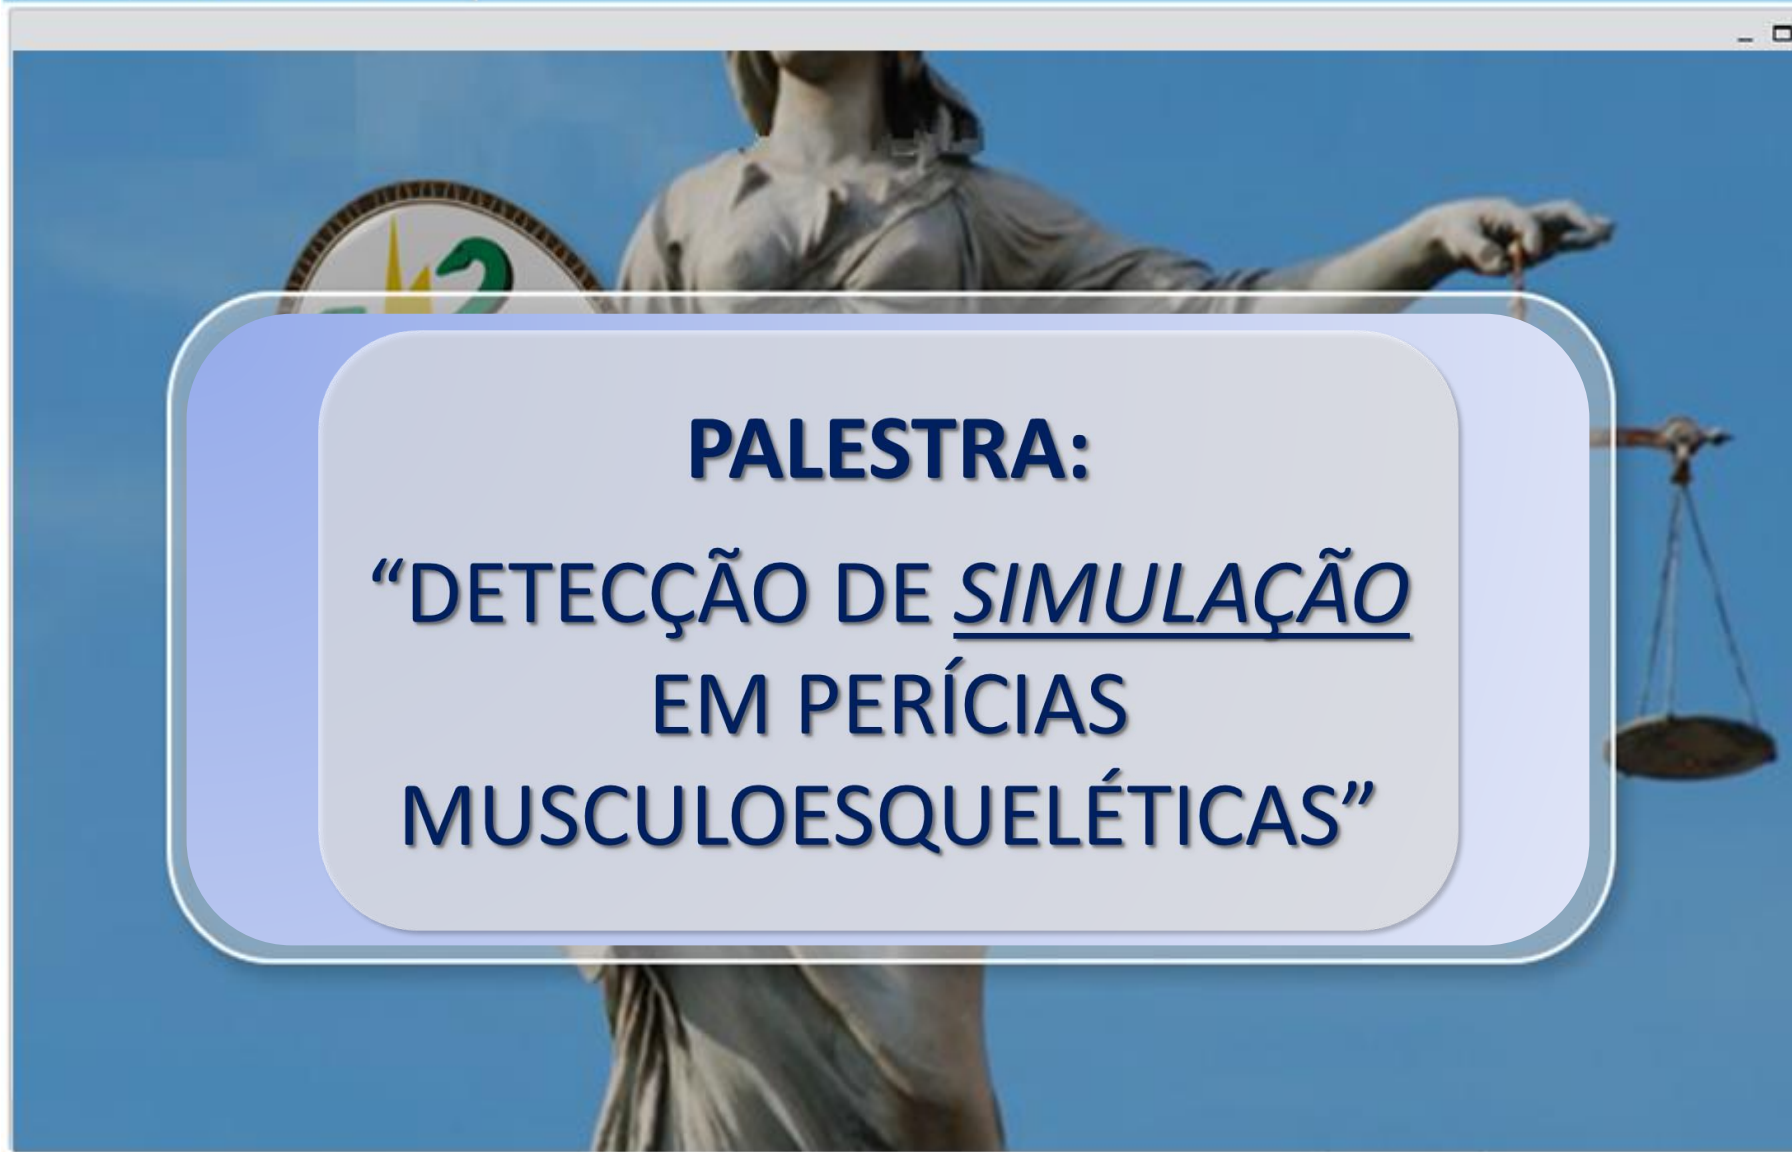 PALESTRA:
“DETECÇÃO DE SIMULAÇÃO
EM PERÍCIAS
MUSCULOESQUELÉTICAS”